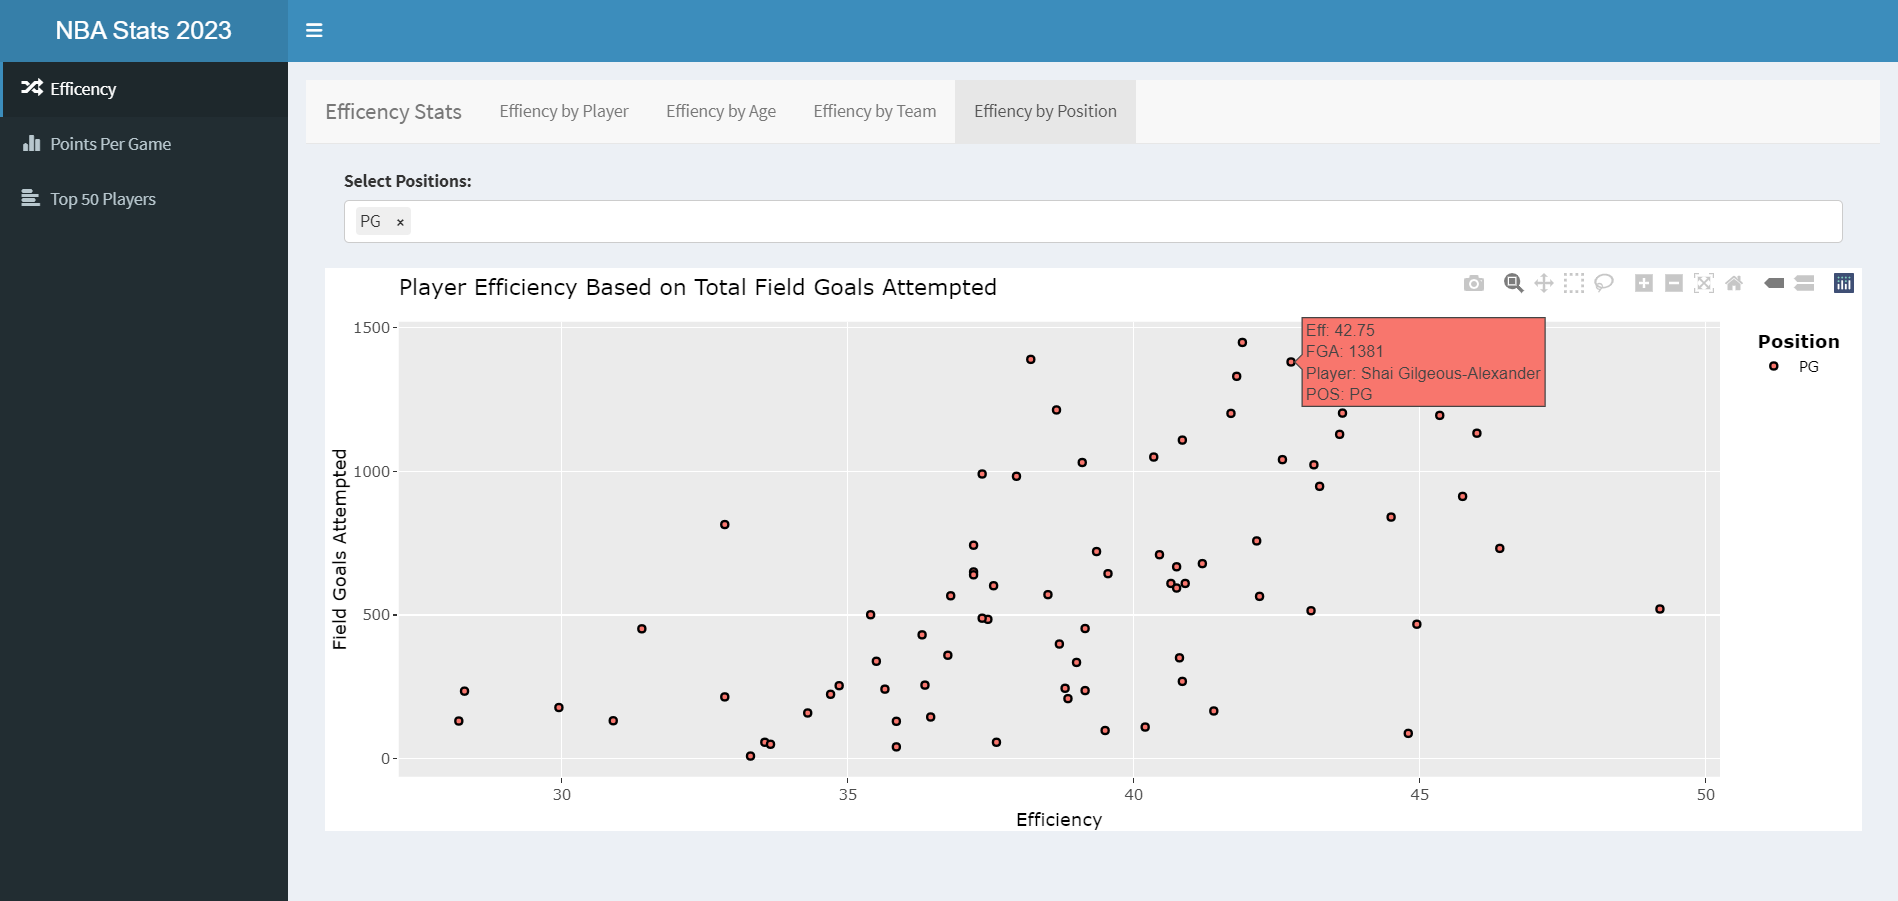 NBA Stats 2023
Efficency
Points Per Game
Top 50 Players
Efficency Stats
Effiency by Player
Effiency by Age
Effiency by Team
Effiency by Position
Select Positions:
PG ×
Player Efficiency Based on Total Field Goals Attempted
Eff: 42.75
FGA: 1381
Player: Shai Gilgeous-Alexander
POS: PG
Position
PG
Field Goals Attempted
1500
1000
500
0
30
35
40
45
50
Efficiency